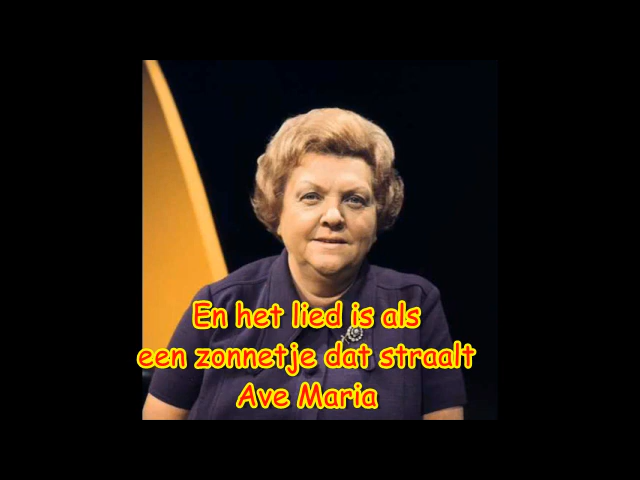 En het lied is als
een zonnetje dat straalt
Ave Maria